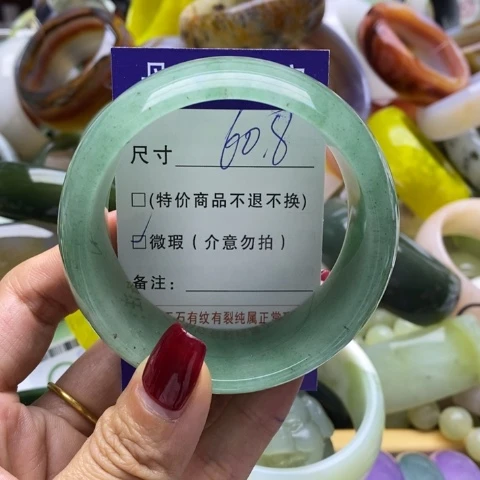 尺寸 60.8
□(特价商品不退不换)
☑微瑕（介意勿拍）
备注：
石有纹有裂纯属正常